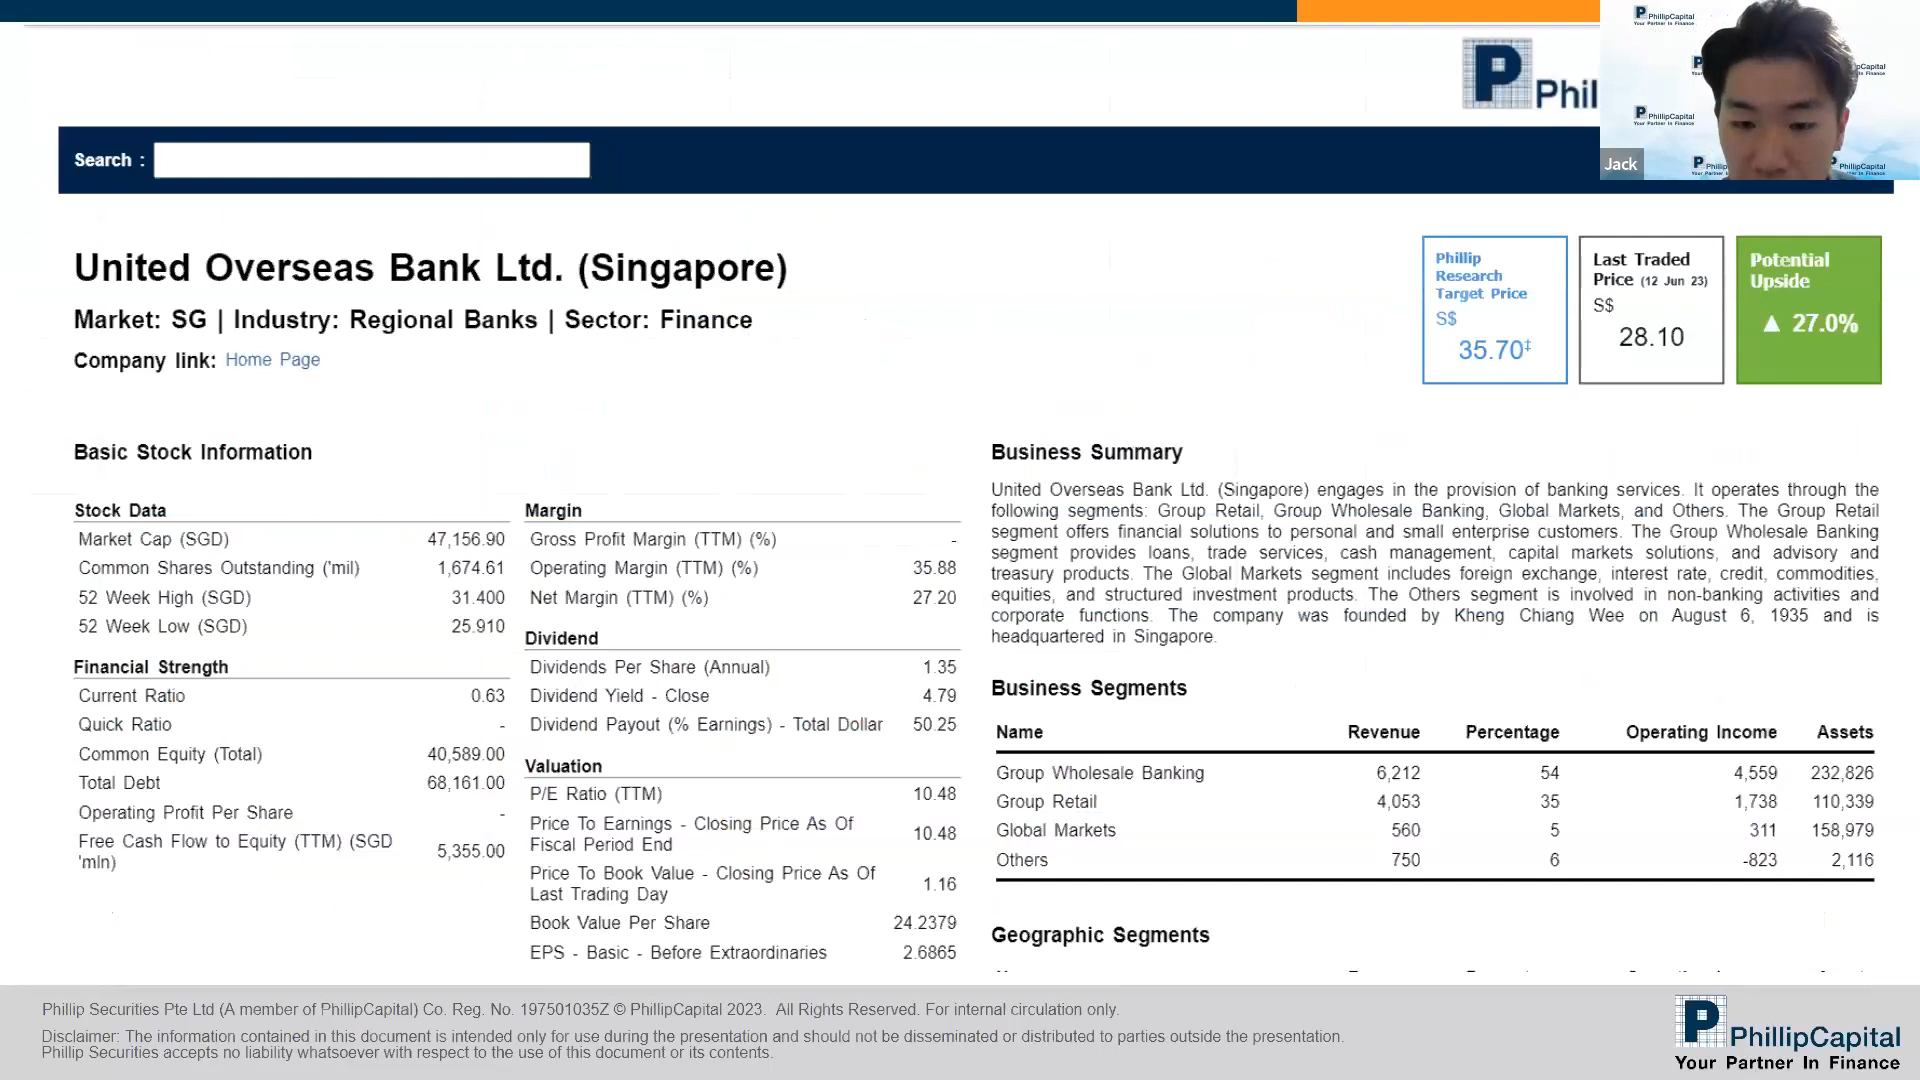 Phil
PhillipCapital
Your Partner In Finance
PhillipCapital
Your Partner In Finance
PhillipCapital
Your Partner In Finance
Jack
Search :
United Overseas Bank Ltd. (Singapore)
Market: SG | Industry: Regional Banks | Sector: Finance
Company link: Home Page
Phillip
Research
Target Price
S$
35.70‡
Last Traded
Price (12 Jun 23)
S$
28.10
Potential
Upside
▲ 27.0%
Basic Stock Information
Stock Data
Market Cap (SGD) 47,156.90
Common Shares Outstanding ('mil) 1,674.61
52 Week High (SGD) 31.400
52 Week Low (SGD) 25.910
Financial Strength
Current Ratio 0.63
Quick Ratio -
Common Equity (Total) 40,589.00
Total Debt 68,161.00
Operating Profit Per Share -
Free Cash Flow to Equity (TTM) (SGD
'mln) 5,355.00
Margin
Gross Profit Margin (TTM) (%) -
Operating Margin (TTM) (%) 35.88
Net Margin (TTM) (%) 27.20
Dividend
Dividends Per Share (Annual) 1.35
Dividend Yield - Close 4.79
Dividend Payout (% Earnings) - Total Dollar 50.25
Valuation
P/E Ratio (TTM) 10.48
Price To Earnings - Closing Price As Of
Fiscal Period End 10.48
Price To Book Value - Closing Price As Of
Last Trading Day 1.16
Book Value Per Share 24.2379
EPS - Basic - Before Extraordinaries 2.6865
Business Summary
United Overseas Bank Ltd. (Singapore) engages in the provision of banking services. It operates through the
following segments: Group Retail, Group Wholesale Banking, Global Markets, and Others. The Group Retail
segment offers financial solutions to personal and small enterprise customers. The Group Wholesale Banking
segment provides loans, trade services, cash management, capital markets solutions, and advisory and
treasury products. The Global Markets segment includes foreign exchange, interest rate, credit, commodities,
equities, and structured investment products. The Others segment is involved in non-banking activities and
corporate functions. The company was founded by Kheng Chiang Wee on August 6, 1935 and is
headquartered in Singapore.
Business Segments
Name Revenue Percentage Operating Income Assets
Group Wholesale Banking 6,212 54 4,559 232,826
Group Retail 4,053 35 1,738 110,339
Global Markets 560 5 311 158,979
Others 750 6 -823 2,116
Geographic Segments
Phillip Securities Pte Ltd (A member of PhillipCapital) Co. Reg. No. 197501035Z © PhillipCapital 2023. All Rights Reserved. For internal circulation only.
Disclaimer: The information contained in this document is intended only for use during the presentation and should not be disseminated or distributed to parties outside the presentation.
Phillip Securities accepts no liability whatsoever with respect to the use of this document or its contents.
PhillipCapital
Your Partner In Finance